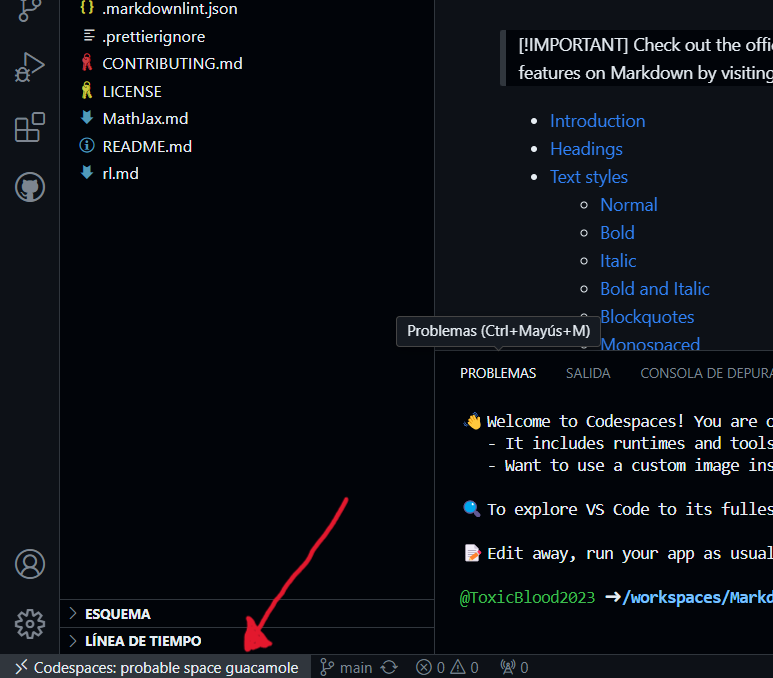 .markdownlint.json
.prettierignore
CONTRIBUTING.md
LICENSE
MathJax.md
README.md
rl.md
ESQUEMA
LÍNEA DE TIEMPO
[!IMPORTANT] Check out the offi
features on Markdown by visiting
Introduction
Headings
Text styles
Normal
Bold
Italic
Bold and Italic
Blockquotes
Monospaced
Problemas (Ctrl+Mayús+M)
PROBLEMAS SALIDA CONSOLA DE DEPURA
👋 Welcome to Codespaces! You are o
- It includes runtimes and tools
- Want to use a custom image ins
🔍 To explore VS Code to its fulles
📝 Edit away, run your app as usual
@ToxicBlood2023 ➜/workspaces/Markd
Codespaces: probable space guacamole main 0 0 0